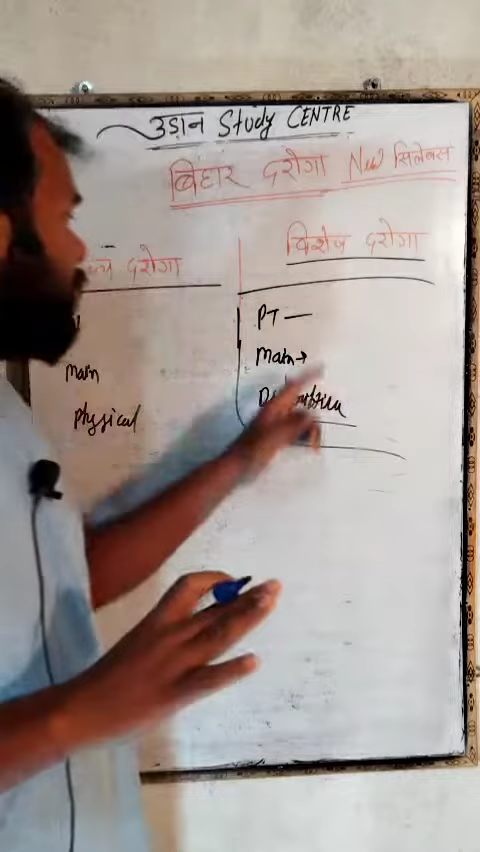 उड़ान Study CENTRE
बिहार दरोगा New सिलेबस
दरोगा
विशेष दरोगा
PT —
Main
Main →
Physical